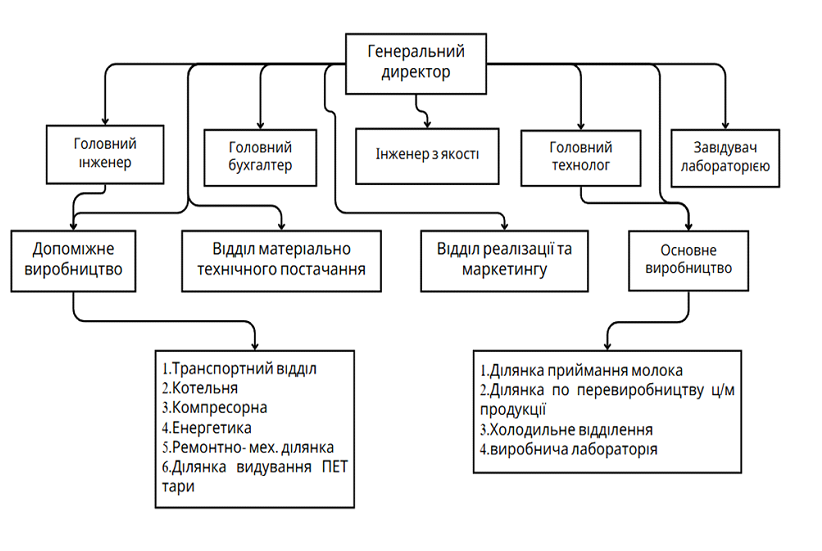 Генеральний
директор
Головний
інженер
Головний
бухгалтер
Інженер з якості
Головний
технолог
Завідувач
лабораторією
Допоміжне
виробництво
Відділ матеріально
технічного постачання
Відділ реалізації та
маркетингу
Основне
виробництво
1.Транспортний відділ
2.Котельня
3.Компресорна
4.Енергетика
5.Ремонтно- мех. ділянка
6.Ділянка видування ПЕТ
тари
1.Ділянка приймання молока
2.Ділянка по перевиробництву ц/м
продукції
3.Холодильне відділення
4.виробнича лабораторія